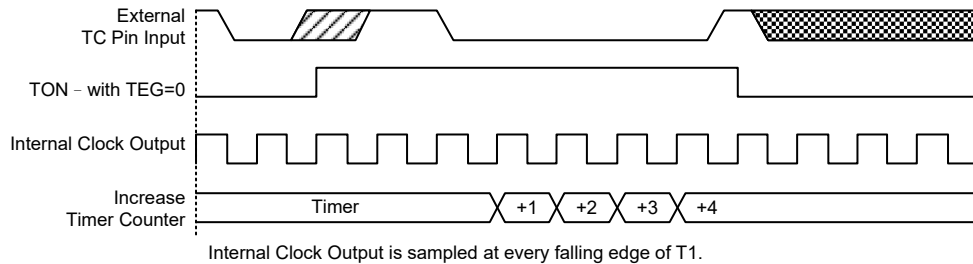 External
TC Pin Input
TON – with TEG=0
Internal Clock Output
Increase
Timer Counter
Timer
+1
+2
+3
+4
Internal Clock Output is sampled at every falling edge of T1.